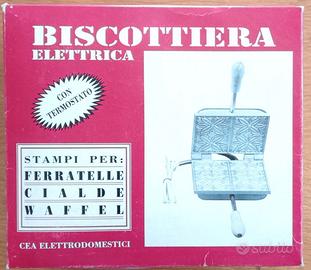 BISCOTTIERA
ELETTRICA
CON
TERMOSTATO
STAMPI PER:
FERRATELLE
CIALDE
WAFFEL
CEA ELETTRODOMESTICI
subito